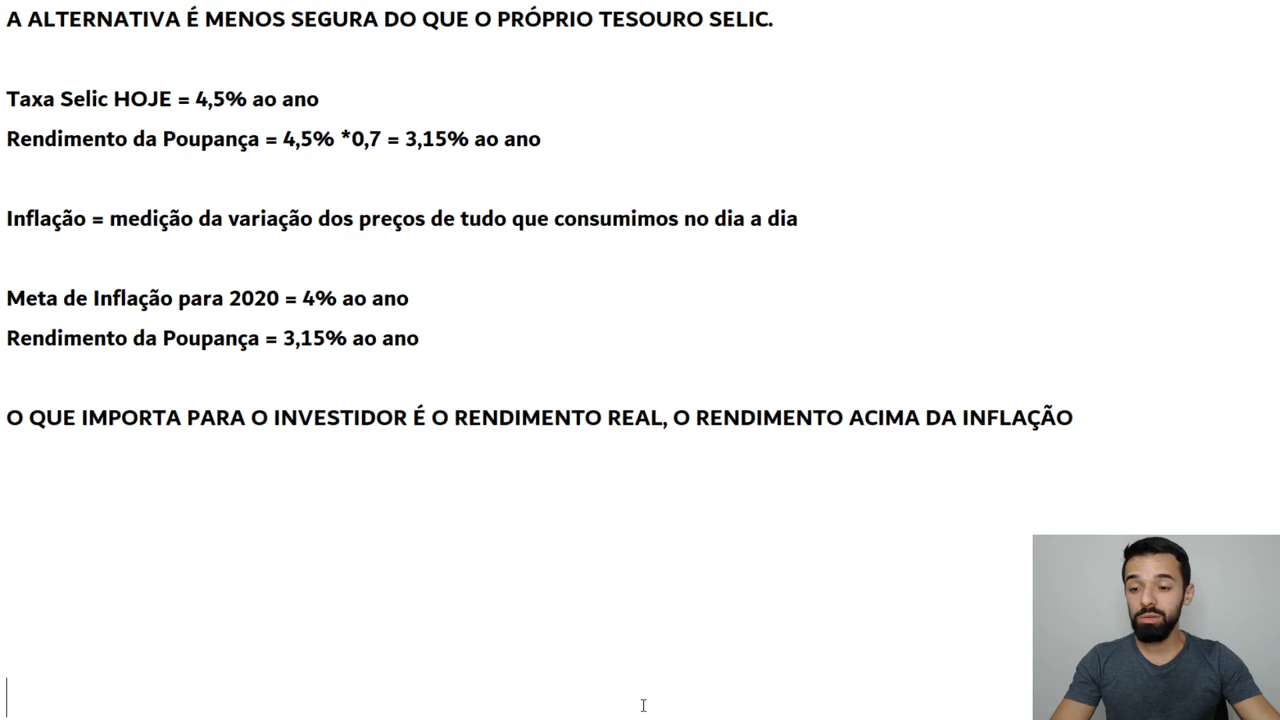 A ALTERNATIVA É MENOS SEGURA DO QUE O PRÓPRIO TESOURO SELIC.
Taxa Selic HOJE = 4,5% ao ano
Rendimento da Poupança = 4,5% *0,7 = 3,15% ao ano
Inflação = medição da variação dos preços de tudo que consumimos no dia a dia
Meta de Inflação para 2020 = 4% ao ano
Rendimento da Poupança = 3,15% ao ano
O QUE IMPORTA PARA O INVESTIDOR É O RENDIMENTO REAL, O RENDIMENTO ACIMA DA INFLAÇÃO